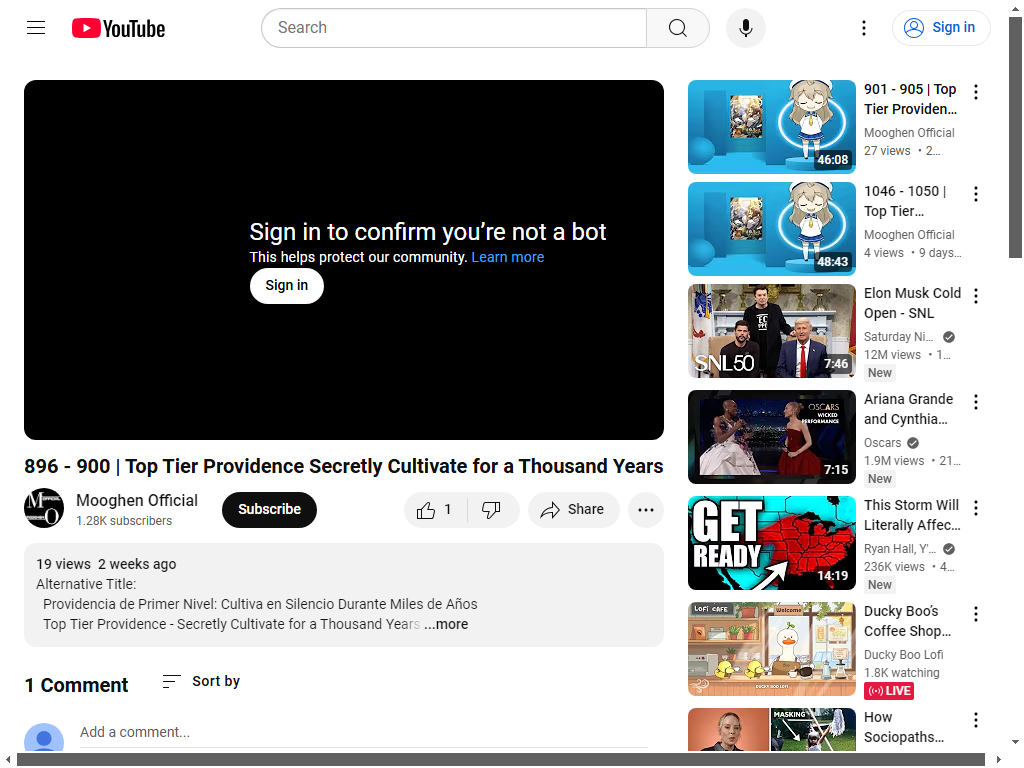 YouTube
Search
Sign in
Sign in to confirm you’re not a bot
This helps protect our community. Learn more
Sign in
896 - 900 | Top Tier Providence Secretly Cultivate for a Thousand Years
Mooghen Official
1.28K subscribers
Subscribe
1
Share
19 views 2 weeks ago
Alternative Title:
Providencia de Primer Nivel: Cultiva en Silencio Durante Miles de Años
Top Tier Providence - Secretly Cultivate for a Thousand Years ...more
1 Comment
Sort by
Add a comment...
46:08
901 - 905 | Top
Tier Providen...
Mooghen Official
27 views • 2...
48:43
1046 - 1050 |
Top Tier...
Mooghen Official
4 views • 9 days...
SNL50
7:46
Elon Musk Cold
Open - SNL
Saturday Ni...
12M views • 1...
New
OSCARS
WICKED
PERFORMANCE
7:15
Ariana Grande
and Cynthia...
Oscars
1.9M views • 21...
New
GET
READY
14:19
This Storm Will
Literally Affec...
Ryan Hall, Y'...
236K views • 4...
New
LOFI CAFE
Welcome
DUCKY BOO LOFI
Ducky Boo’s
Coffee Shop...
Ducky Boo Lofi
1.8K watching
LIVE
MASKING
How
Sociopaths...